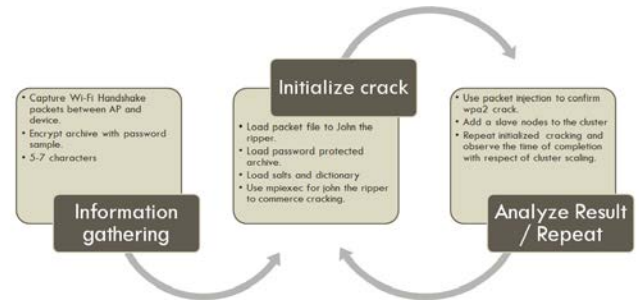 • Capture Wi-Fi Handshake
packets between AP and
device.
• Encrypt archive with password
sample.
• 5-7 characters
Information
gathering
Initialize crack
• Load packet file to John the
ripper.
• Load password protected
archive.
• Load salts and dictionary
• Use mpiexec for john the ripper
to commerce cracking.
• Use packet injection to confirm
wpa2 crack.
• Add a slave nodes to the cluster
• Repeat initialized cracking and
observe the time of completion
with respect of cluster scaling.
Analyze Result
/ Repeat